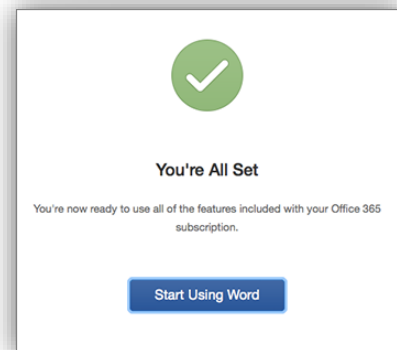 You're All Set
You're now ready to use all of the features included with your Office 365
subscription.
Start Using Word